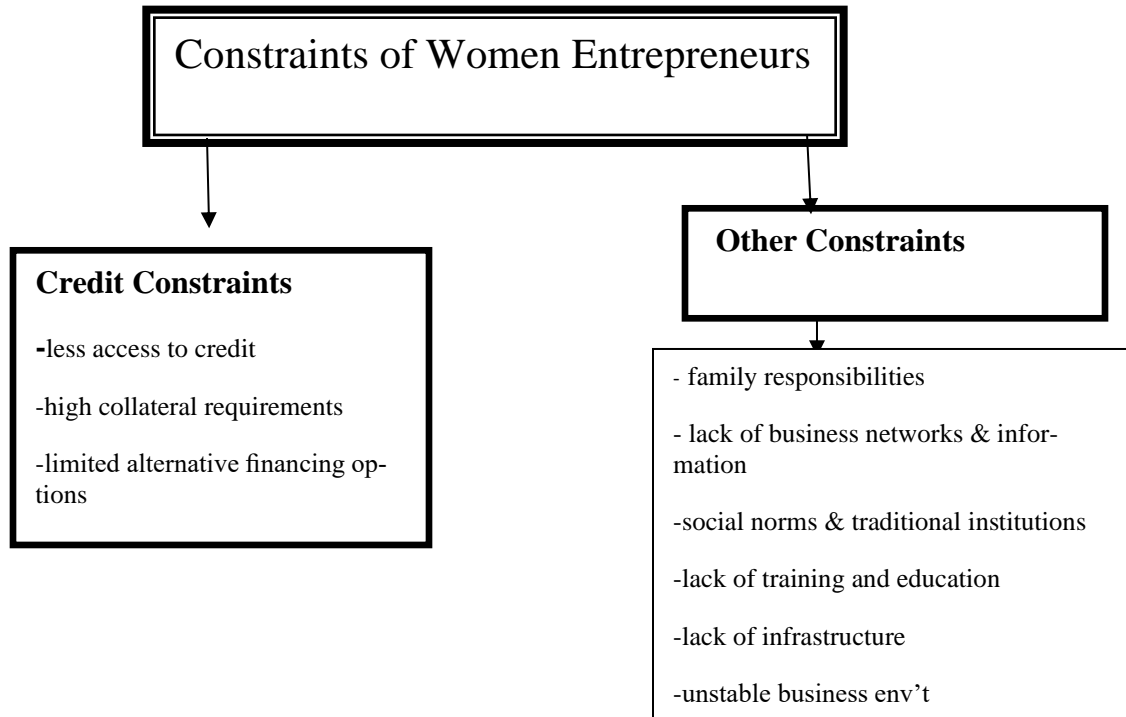 Constraints of Women Entrepreneurs
Credit Constraints
-less access to credit
-high collateral requirements
-limited alternative financing op-
tions
Other Constraints
- family responsibilities
- lack of business networks & infor-
mation
-social norms & traditional institutions
-lack of training and education
-lack of infrastructure
-unstable business env’t